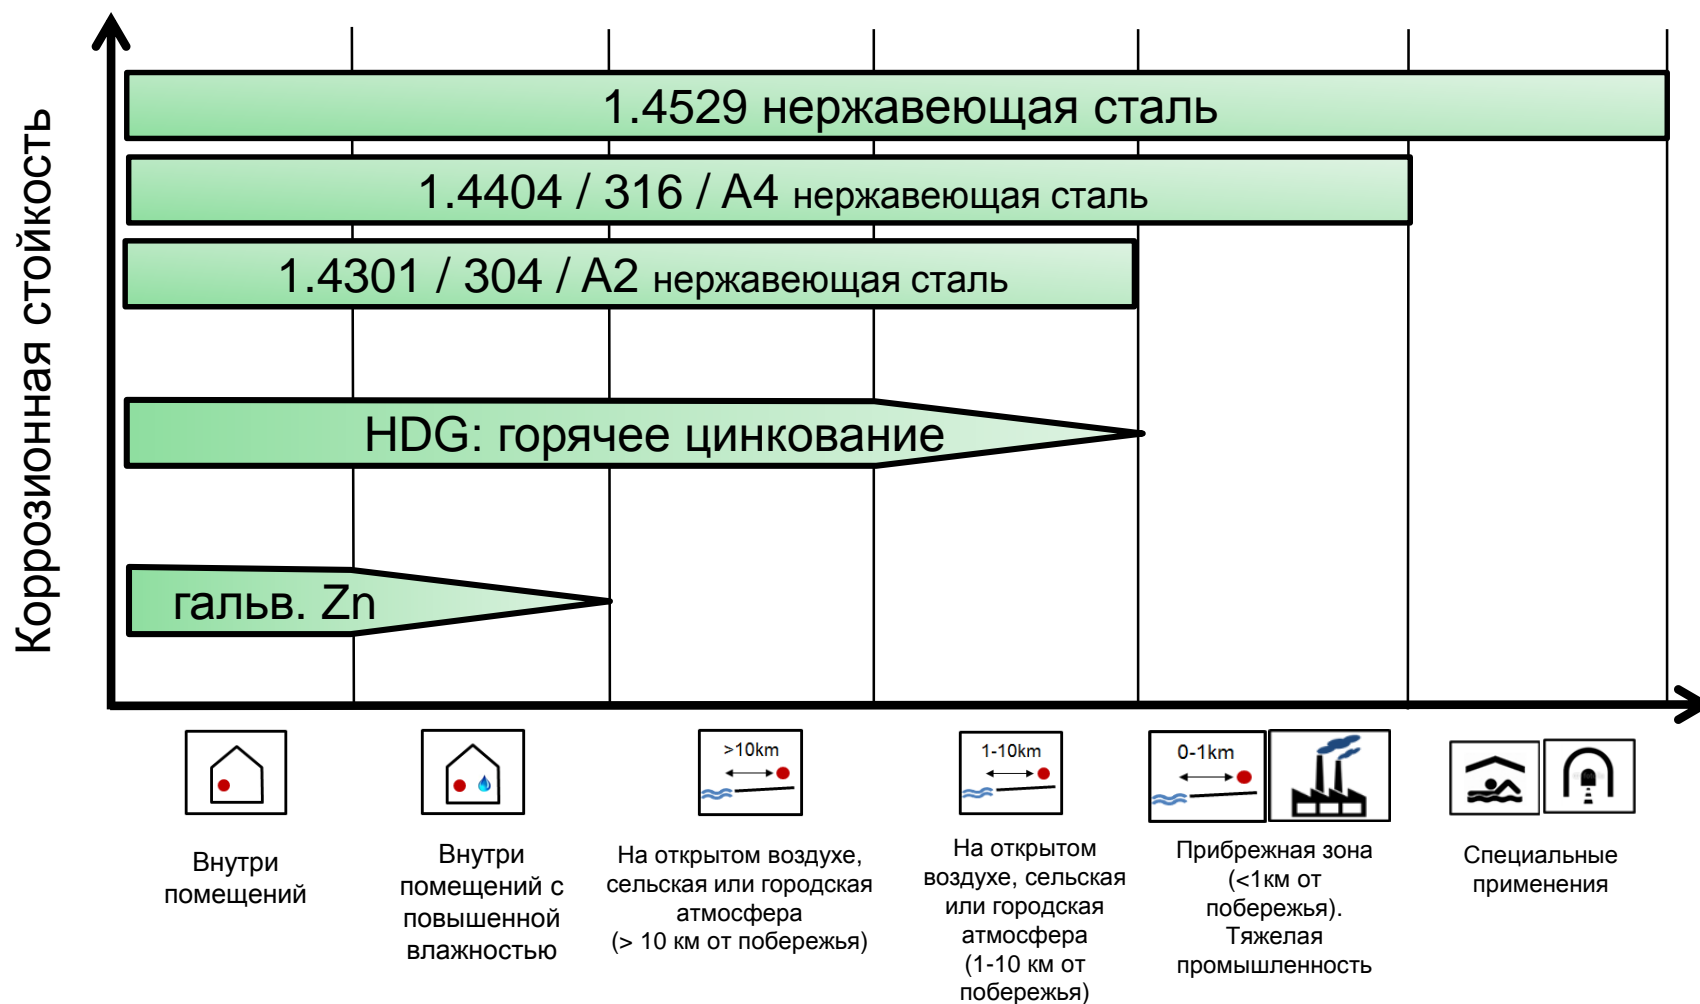 Коррозионная стойкость
1.4529 нержавеющая сталь
1.4404 / 316 / A4 нержавеющая сталь
1.4301 / 304 / A2 нержавеющая сталь
HDG: горячее цинкование
гальв. Zn
>10km
1-10km
0-1km
Внутри
помещений
Внутри
помещений с
повышенной
влажностью
На открытом воздухе,
сельская или городская
атмосфера
(> 10 км от побережья)
На открытом
воздухе, сельская
или городская
атмосфера
(1-10 км от
побережья)
Прибрежная зона
(<1км от
побережья).
Тяжелая
промышленность
Специальные
применения